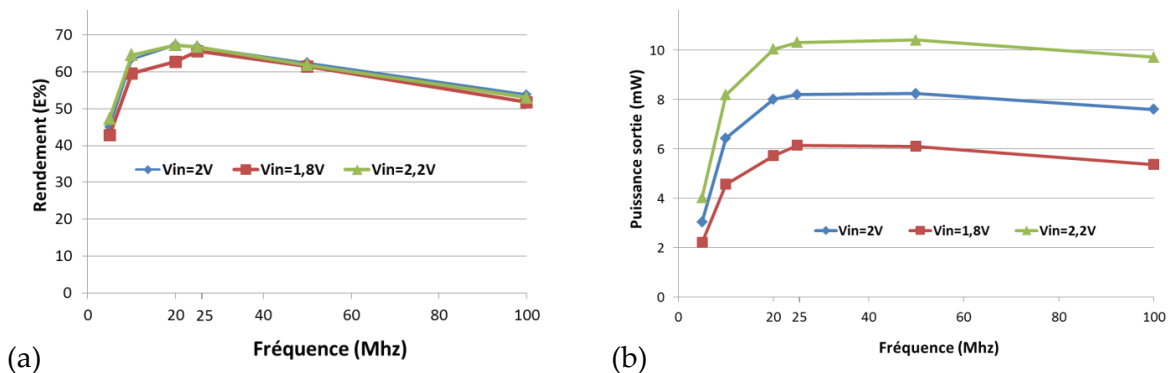 70
60
50
40
30
20
10
0
Rendement (E%)
Vin=2V Vin=1,8V Vin=2,2V
0 20 25 40 60 80 100
Fréquence (Mhz)
(a)
10
8
6
4
2
0
Puissance sortie (mW)
Vin=2V Vin=1,8V Vin=2,2V
0 20 25 40 60 80 100
Fréquence (Mhz)
(b)